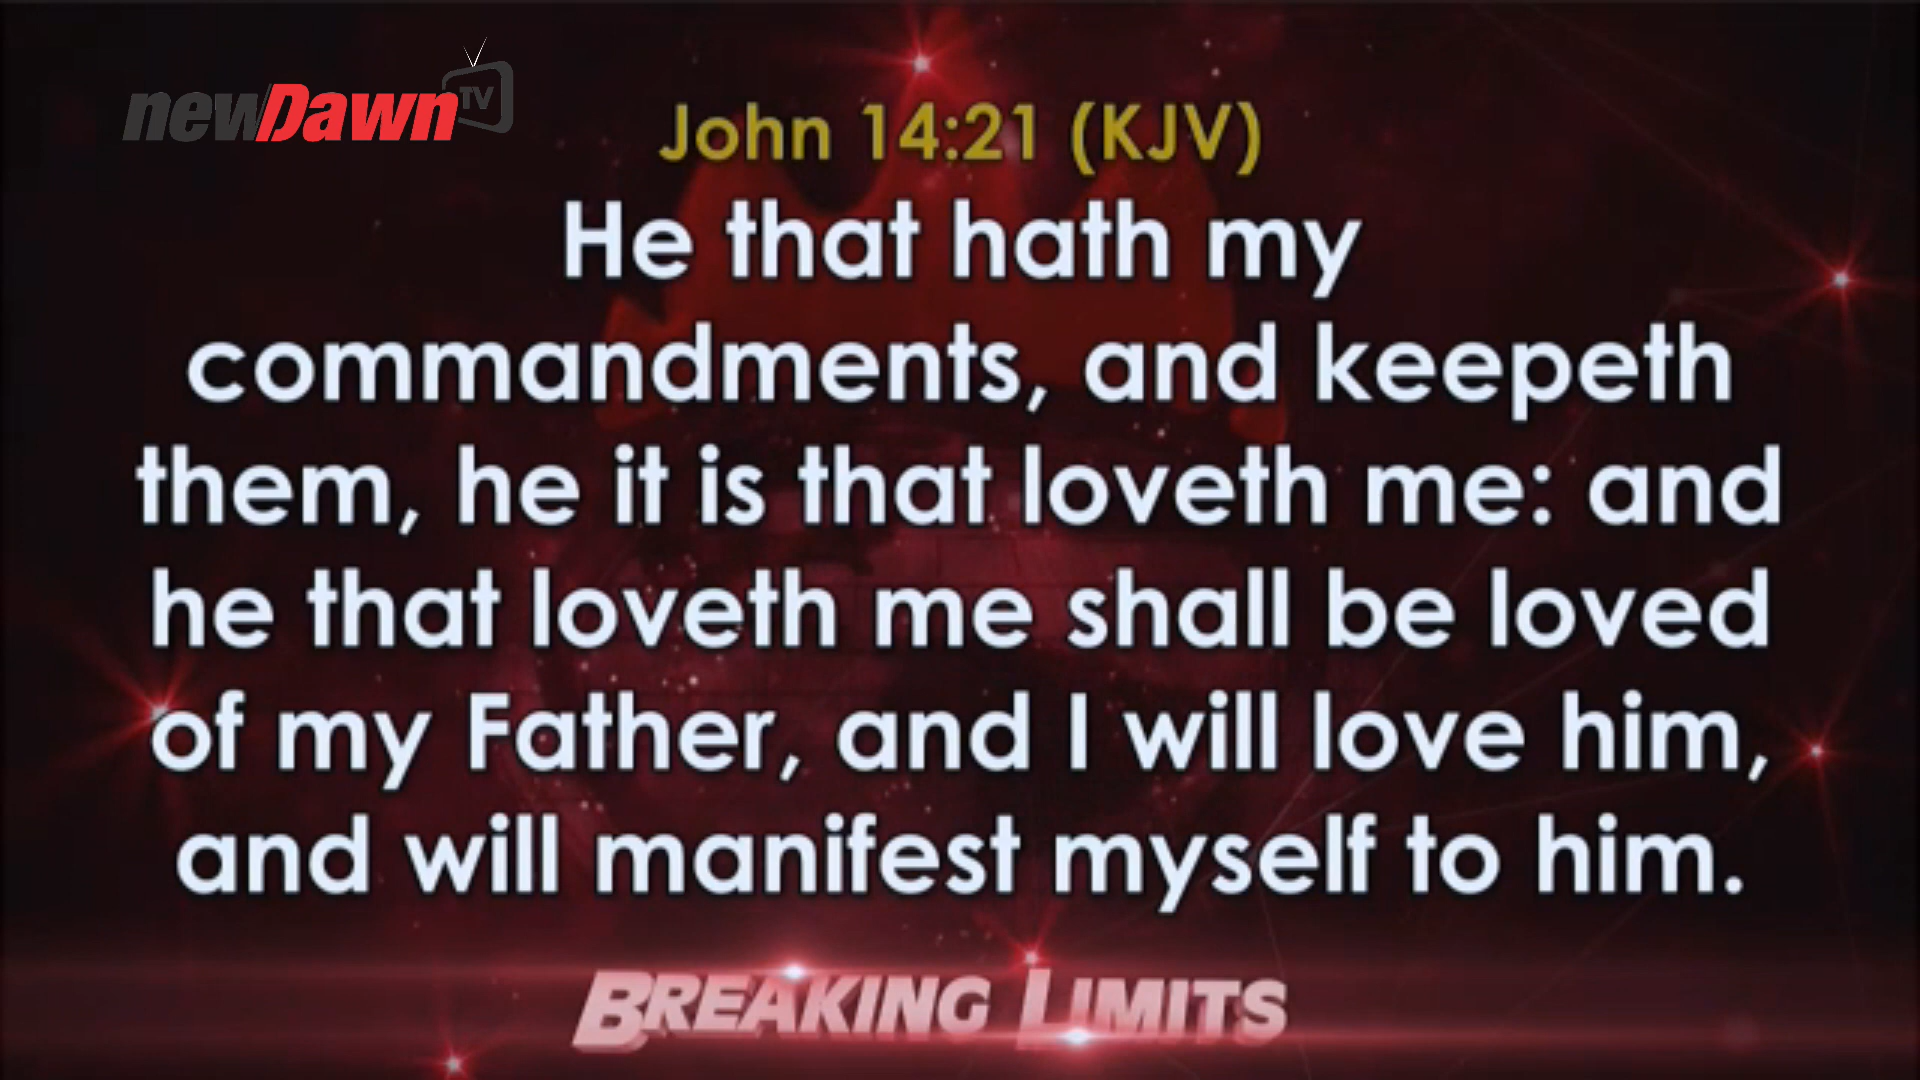 newDawn TV
John 14:21 (KJV)
He that hath my
commandments, and keepeth
them, he it is that loveth me: and
he that loveth me shall be loved
of my Father, and I will love him,
and will manifest myself to him.
BREAKING LIMITS